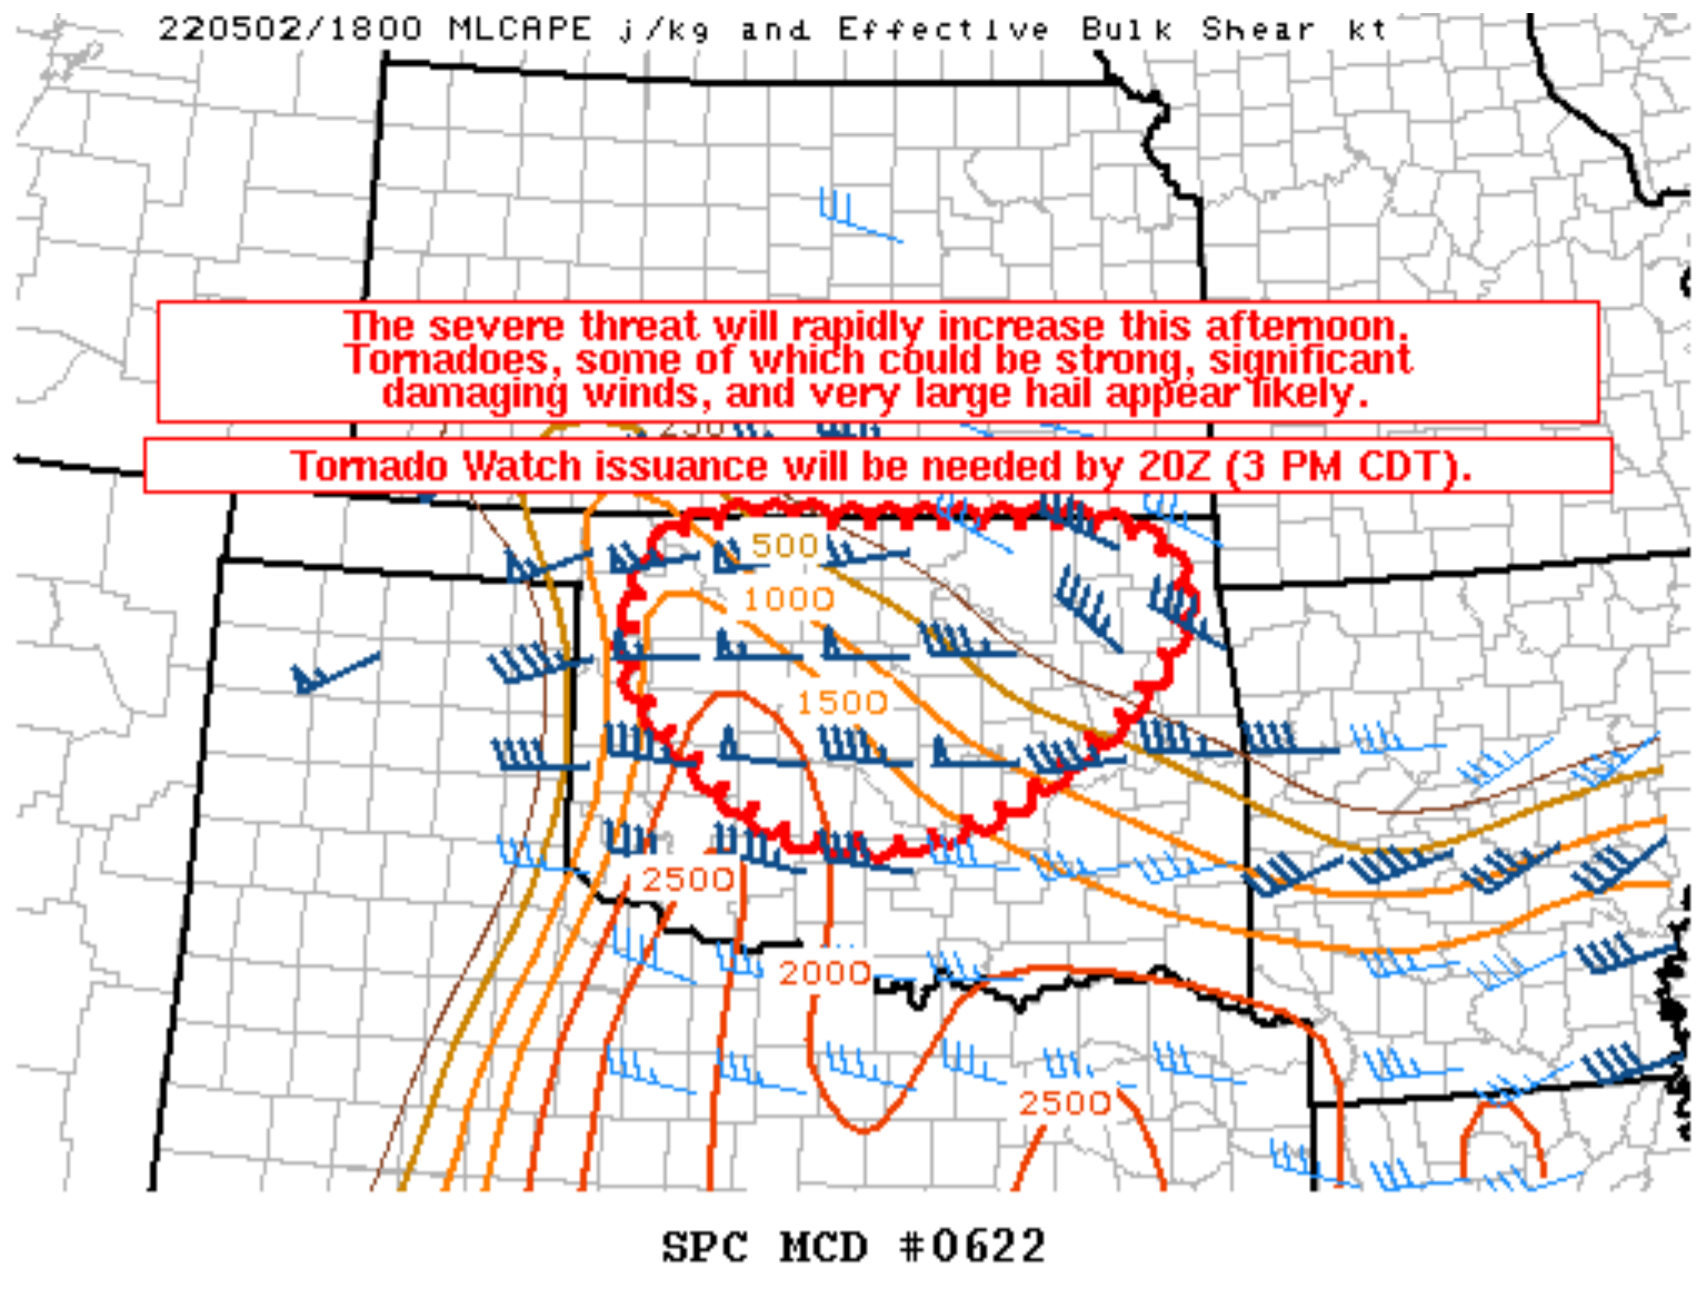 220502/1800 MLCAPE j/kg and Effective Bulk Shear kt
The severe threat will rapidly increase this afternoon.
Tornadoes, some of which could be strong, significant
damaging winds, and very large hail appear likely.
250
Tornado Watch issuance will be needed by 20Z (3 PM CDT).
500
1000
1500
2500
2000
2500
SPC MCD #0622